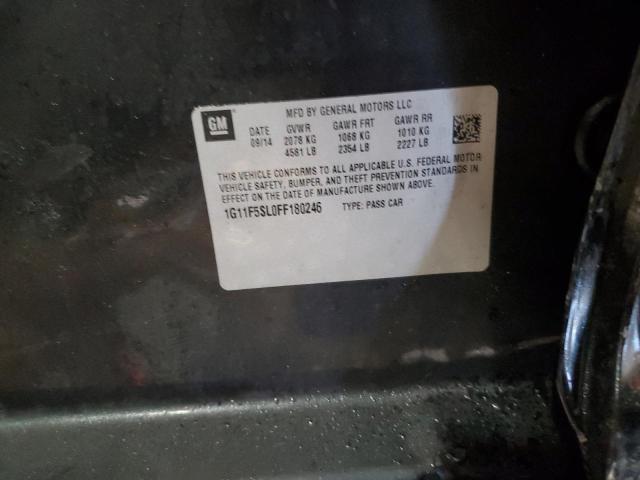 GM
MFD BY GENERAL MOTORS LLC
DATE GVWR GAWR FRT GAWR RR
09/14 2078 KG 1068 KG 1010 KG
4581 LB 2354 LB 2227 LB
THIS VEHICLE CONFORMS TO ALL APPLICABLE U.S. FEDERAL MOTOR
VEHICLE SAFETY, BUMPER, AND THEFT PREVENTION STANDARDS IN
EFFECT ON THE DATE OF MANUFACTURE SHOWN ABOVE.
1G11F5SL0FF180246 TYPE: PASS CAR